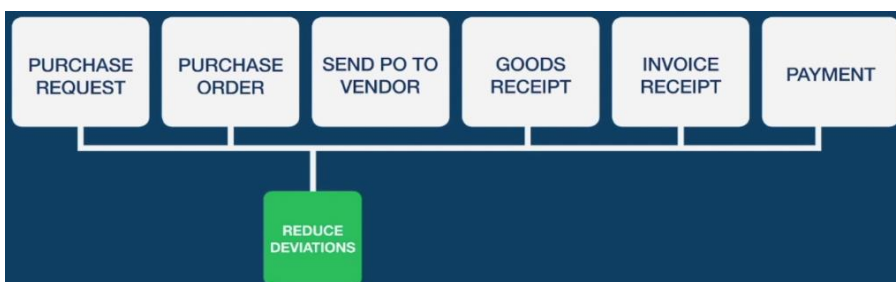 PURCHASE
REQUEST
PURCHASE
ORDER
SEND PO TO
VENDOR
GOODS
RECEIPT
INVOICE
RECEIPT
PAYMENT
REDUCE
DEVIATIONS